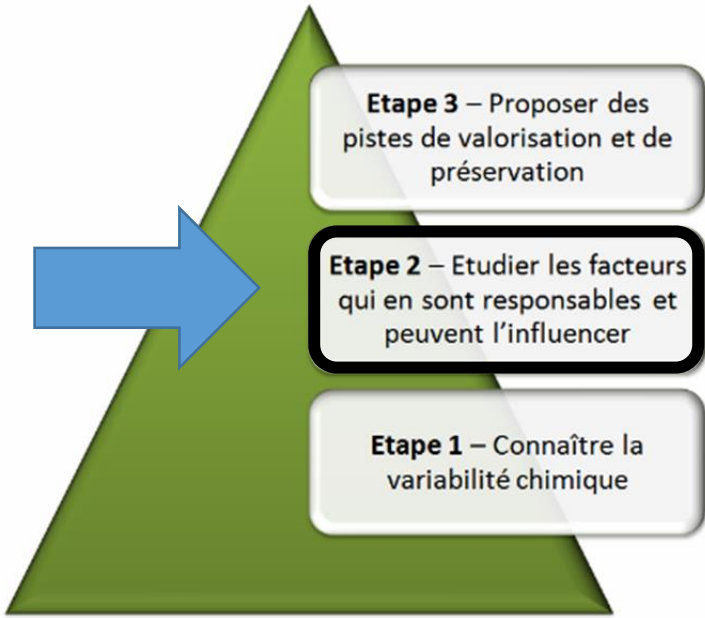 Etape 3 – Proposer des
pistes de valorisation et de
préservation
Etape 2 – Etudier les facteurs
qui en sont responsables et
peuvent l'influencer
Etape 1 – Connaître la
variabilité chimique